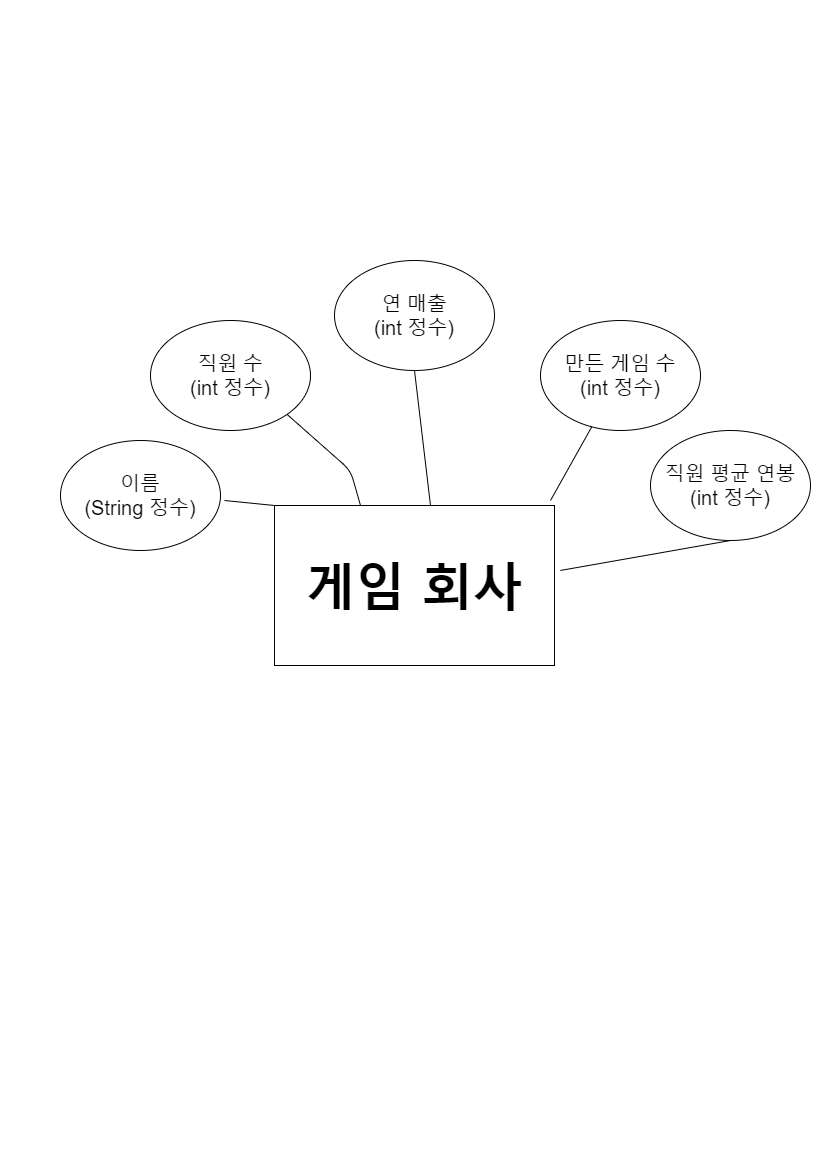 연 매출
(int 정수)
직원 수
(int 정수)
만든 게임 수
(int 정수)
이름
(String 정수)
직원 평균 연봉
(int 정수)
게임 회사